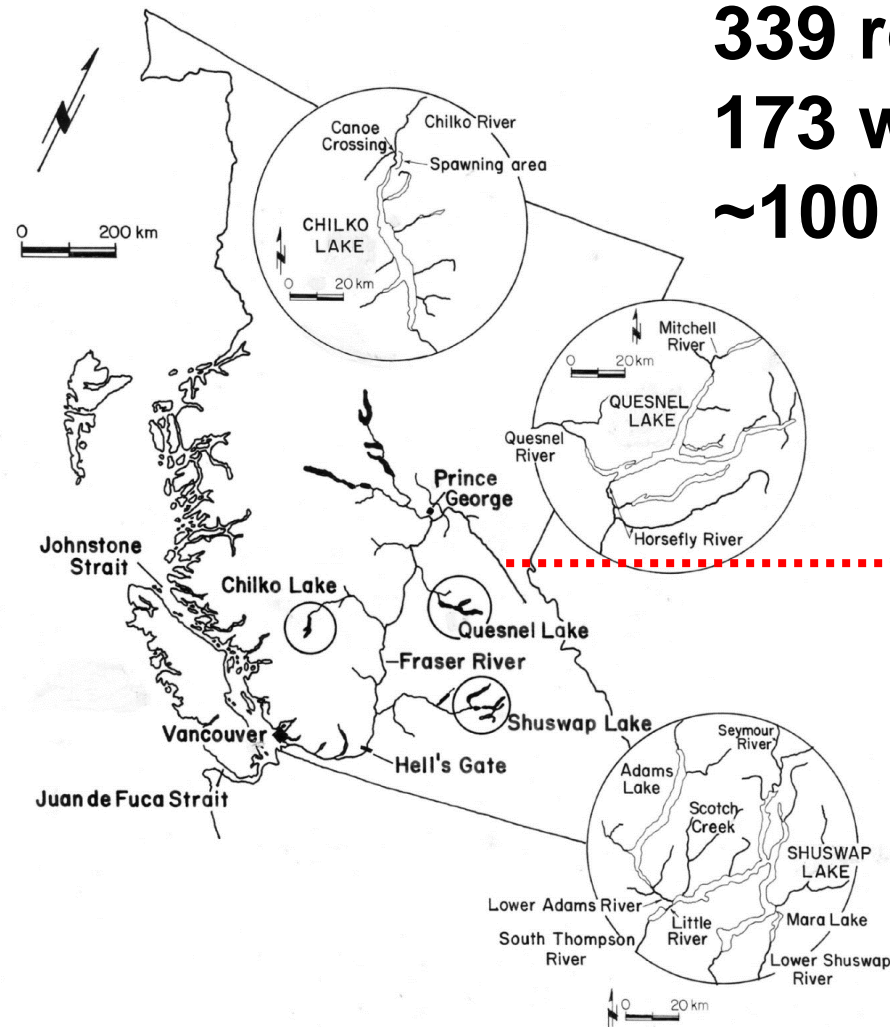 339
173
~100
0 200 km
Canoe
Crossing
Chilko River
Spawning area
CHILKO
LAKE
0 20 km
Mitchell
River
0 20 km
QUESNEL
LAKE
Quesnel
River
Horsefly River
Prince
George
Johnstone
Strait
Chilko Lake
Quesnel Lake
Fraser River
Shuswap Lake
Vancouver
Hell's Gate
Juan de Fuca Strait
Seymour
River
Adams
Lake
Scotch
Creek
SHUSWAP
LAKE
Lower Adams River
Little
River
Mara Lake
South Thompson
River
Lower Shuswap
River
0 20 km